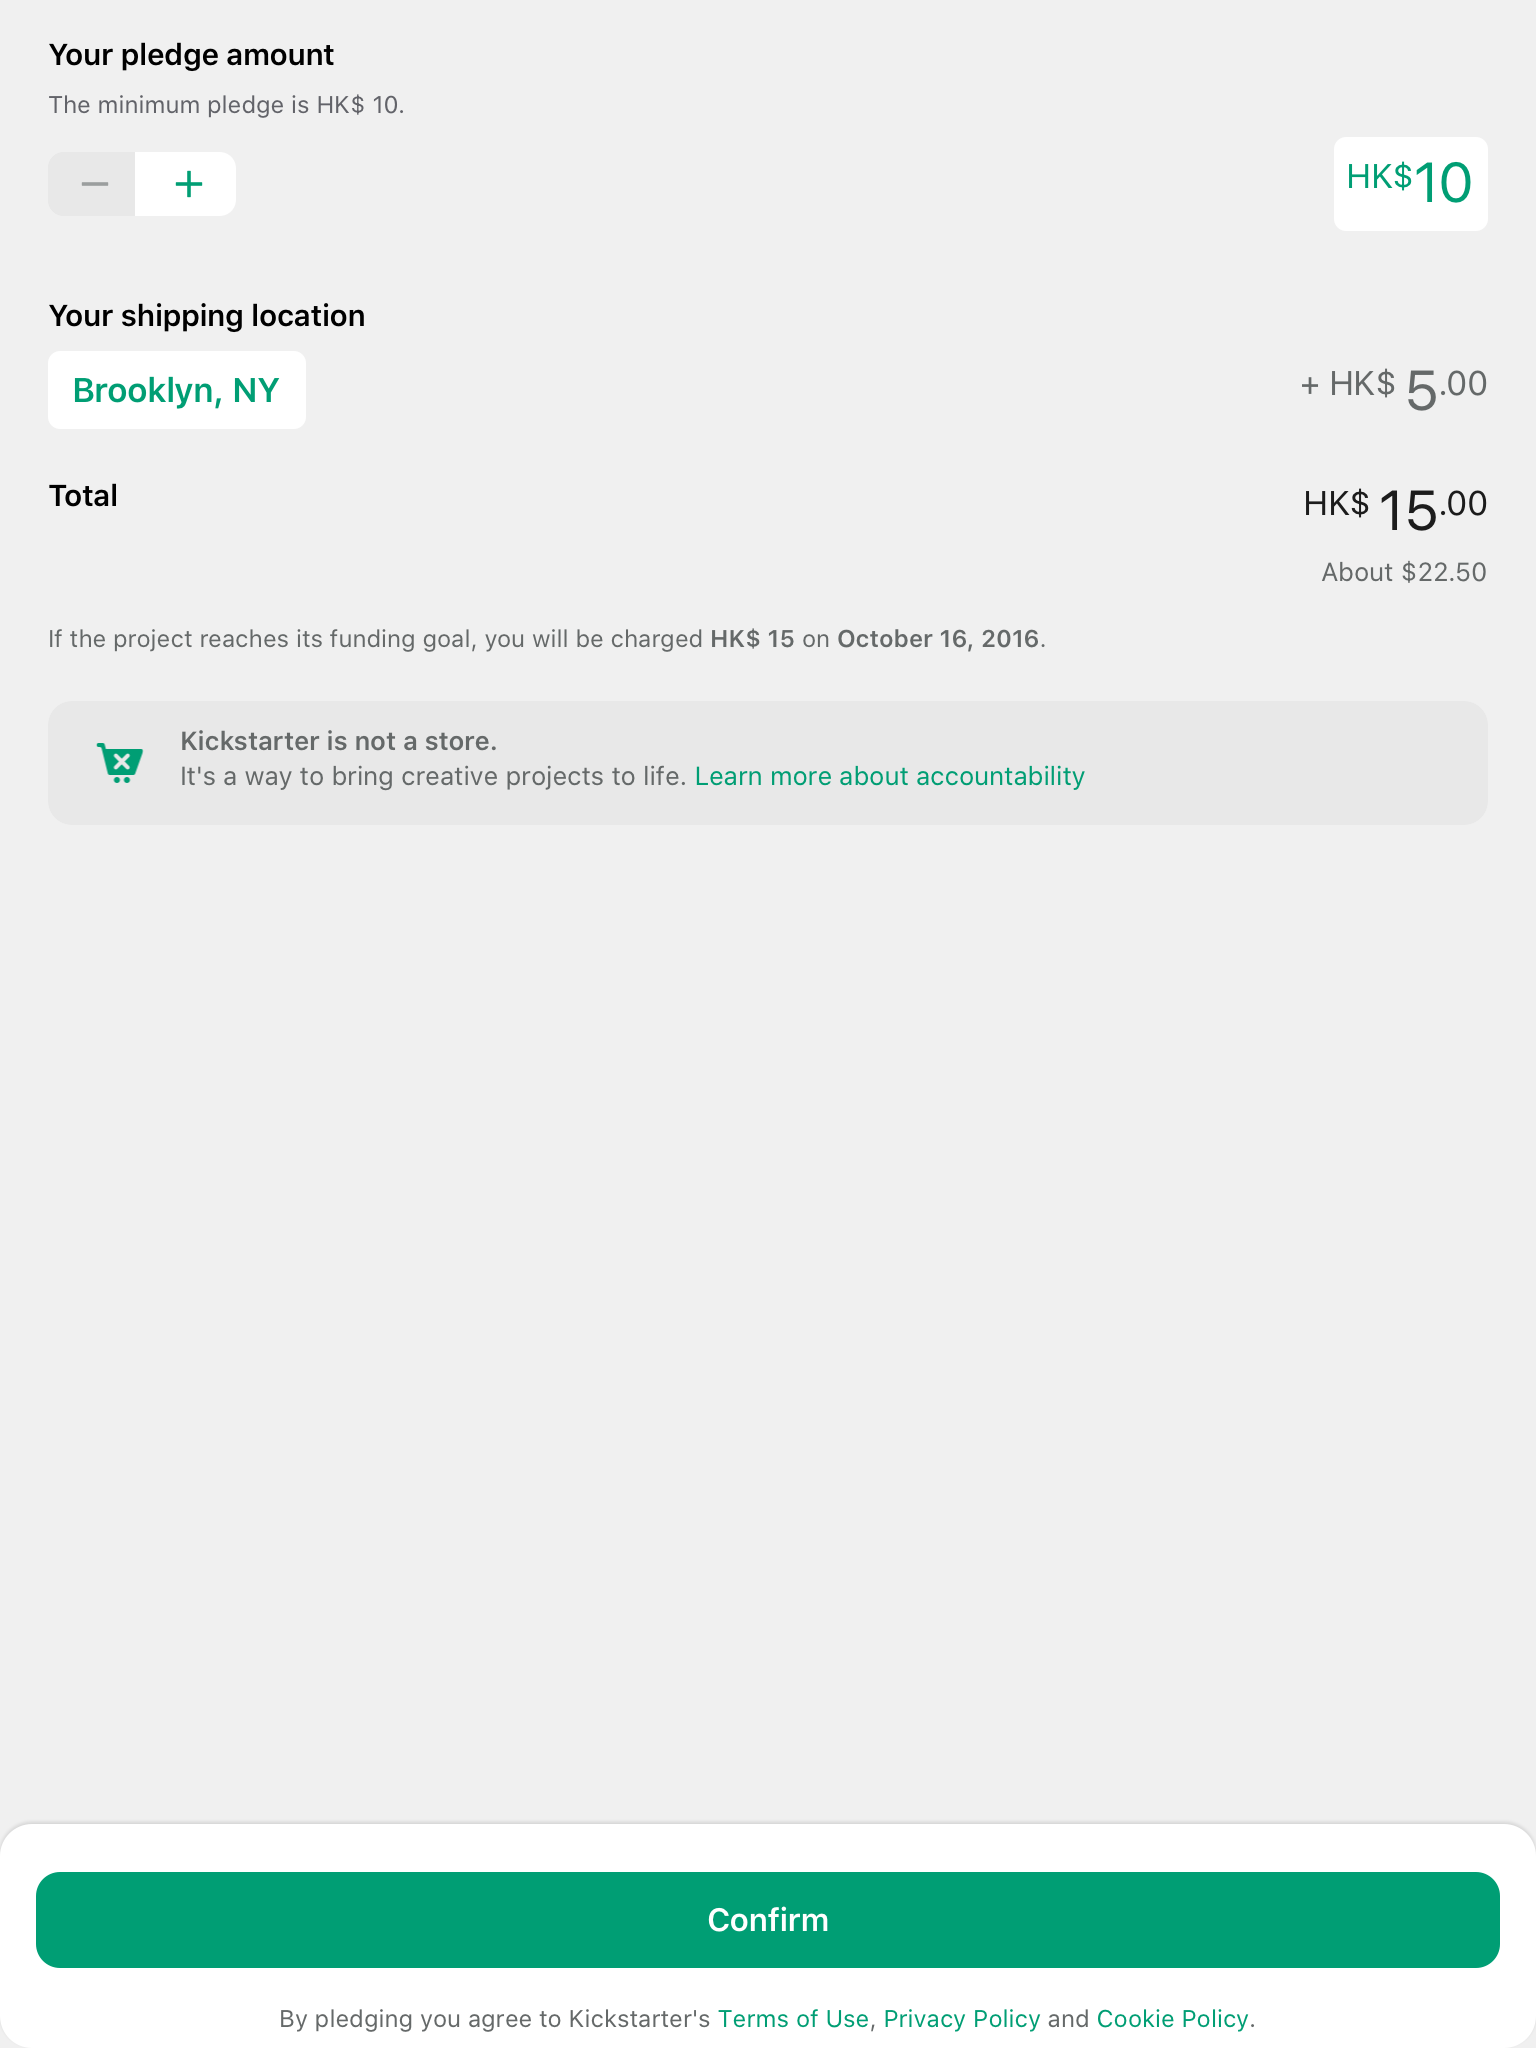 Your pledge amount
The minimum pledge is HK$ 10.
− + HK$10
Your shipping location
Brooklyn, NY + HK$ 5.00
Total HK$ 15.00
About $22.50
If the project reaches its funding goal, you will be charged HK$ 15 on October 16, 2016.
Kickstarter is not a store.
It's a way to bring creative projects to life. Learn more about accountability
Confirm
By pledging you agree to Kickstarter's Terms of Use, Privacy Policy and Cookie Policy.